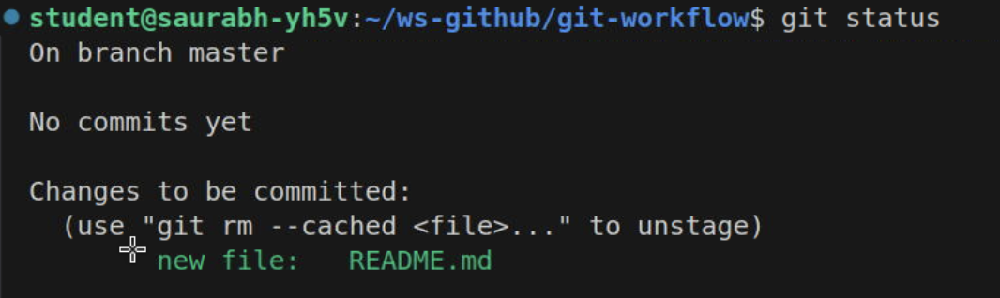 student@saurabh-yh5v:~/ws-github/git-workflow$ git status
On branch master
No commits yet
Changes to be committed:
(use "git rm --cached <file>..." to unstage)
new file:   README.md